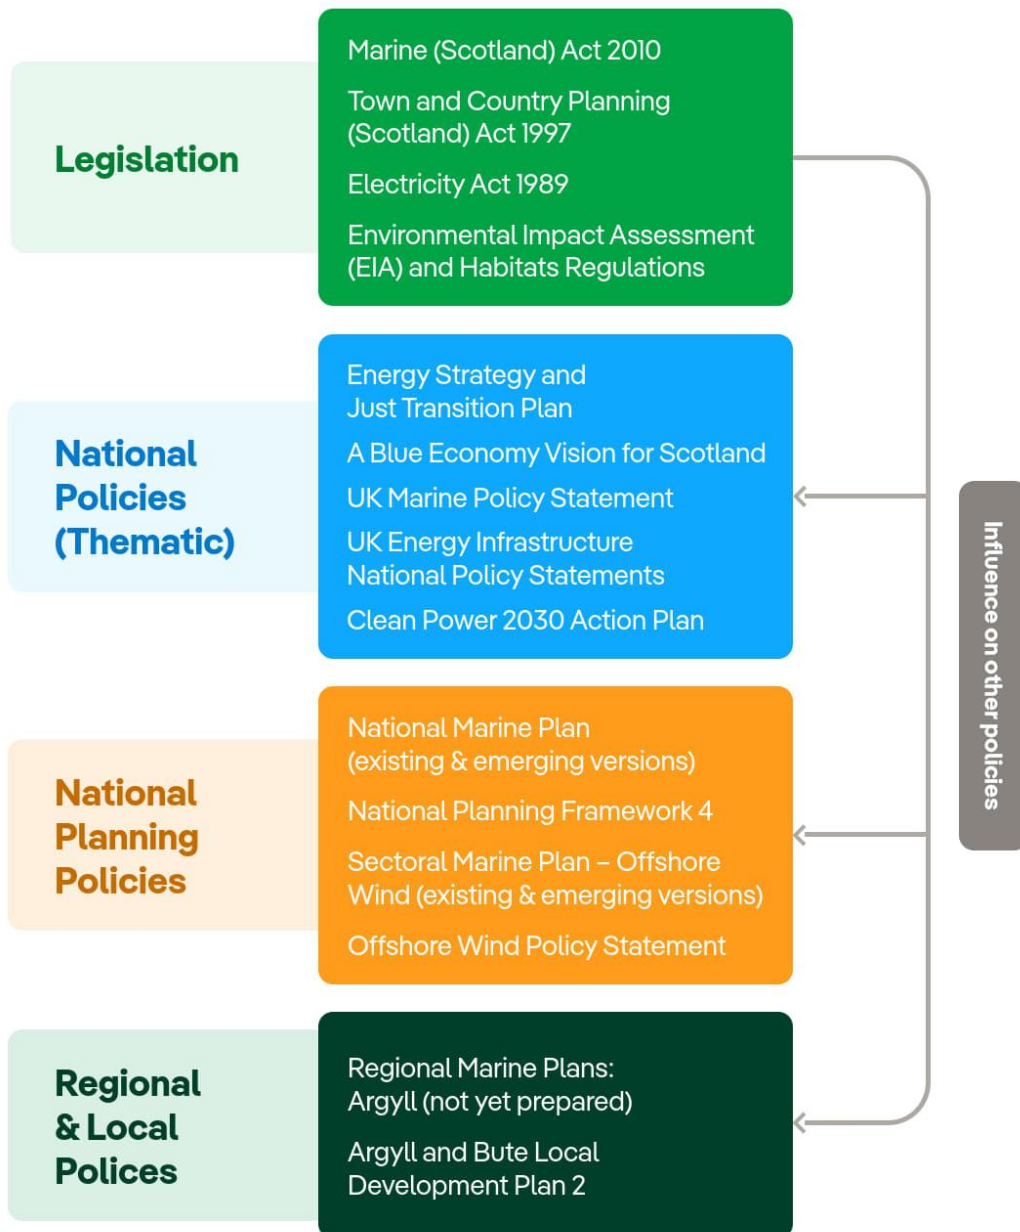 Legislation
Marine (Scotland) Act 2010
Town and Country Planning
(Scotland) Act 1997
Electricity Act 1989
Environmental Impact Assessment
(EIA) and Habitats Regulations
National
Policies
(Thematic)
Energy Strategy and
Just Transition Plan
A Blue Economy Vision for Scotland
UK Marine Policy Statement
UK Energy Infrastructure
National Policy Statements
Clean Power 2030 Action Plan
National
Planning
Policies
National Marine Plan
(existing & emerging versions)
National Planning Framework 4
Sectoral Marine Plan – Offshore
Wind (existing & emerging versions)
Offshore Wind Policy Statement
Regional
& Local
Polices
Regional Marine Plans:
Argyll (not yet prepared)
Argyll and Bute Local
Development Plan 2
Influence on other policies